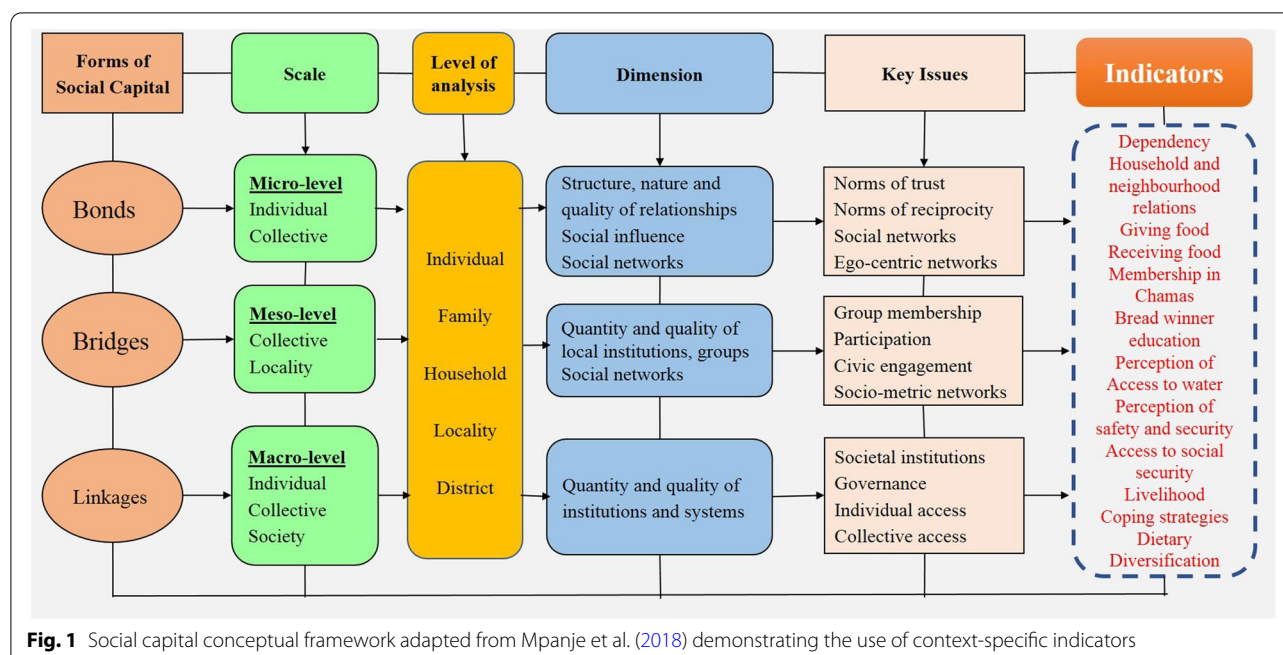 Forms of
Social Capital
Scale
Level of
analysis
Dimension
Key Issues
Indicators
Bonds
Micro-level
Individual
Collective
Structure, nature and
quality of relationships
Social influence
Social networks
Norms of trust
Norms of reciprocity
Social networks
Ego-centric networks
Bridges
Meso-level
Collective
Locality
Quantity and quality of
local institutions, groups
Social networks
Group membership
Participation
Civic engagement
Socio-metric networks
Linkages
Macro-level
Individual
Collective
Society
Quantity and quality of
institutions and systems
Societal institutions
Governance
Individual access
Collective access
Individual
Family
Household
Locality
District
Dependency
Household and
neighbourhood
relations
Giving food
Receiving food
Membership in
Chamas
Bread winner
education
Perception of
Access to water
Perception of
safety and security
Access to social
security
Livelihood
Coping strategies
Dietary
Diversification
Fig. 1 Social capital conceptual framework adapted from Mpanje et al. (2018) demonstrating the use of context-specific indicators